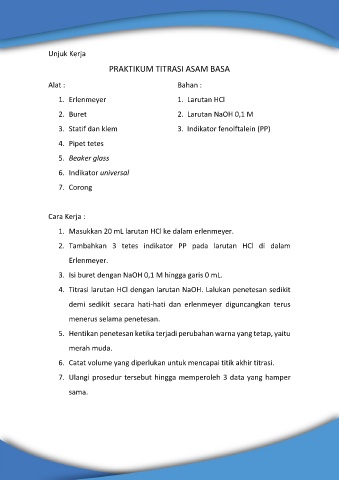 Unjuk Kerja
PRAKTIKUM TITRASI ASAM BASA
Alat :
1. Erlenmeyer
2. Buret
3. Statif dan klem
4. Pipet tetes
5. Beaker glass
6. Indikator universal
7. Corong
Bahan :
1. Larutan HCl
2. Larutan NaOH 0,1 M
3. Indikator fenolftalein (PP)
Cara Kerja :
1. Masukkan 20 mL larutan HCl ke dalam erlenmeyer.
2. Tambahkan 3 tetes indikator PP pada larutan HCl di dalam
Erlenmeyer.
3. Isi buret dengan NaOH 0,1 M hingga garis 0 mL.
4. Titrasi larutan HCl dengan larutan NaOH. Lalukan penetesan sedikit
demi sedikit secara hati-hati dan erlenmeyer diguncangkan terus
menerus selama penetesan.
5. Hentikan penetesan ketika terjadi perubahan warna yang tetap, yaitu
merah muda.
6. Catat volume yang diperlukan untuk mencapai titik akhir titrasi.
7. Ulangi prosedur tersebut hingga memperoleh 3 data yang hamper
sama.